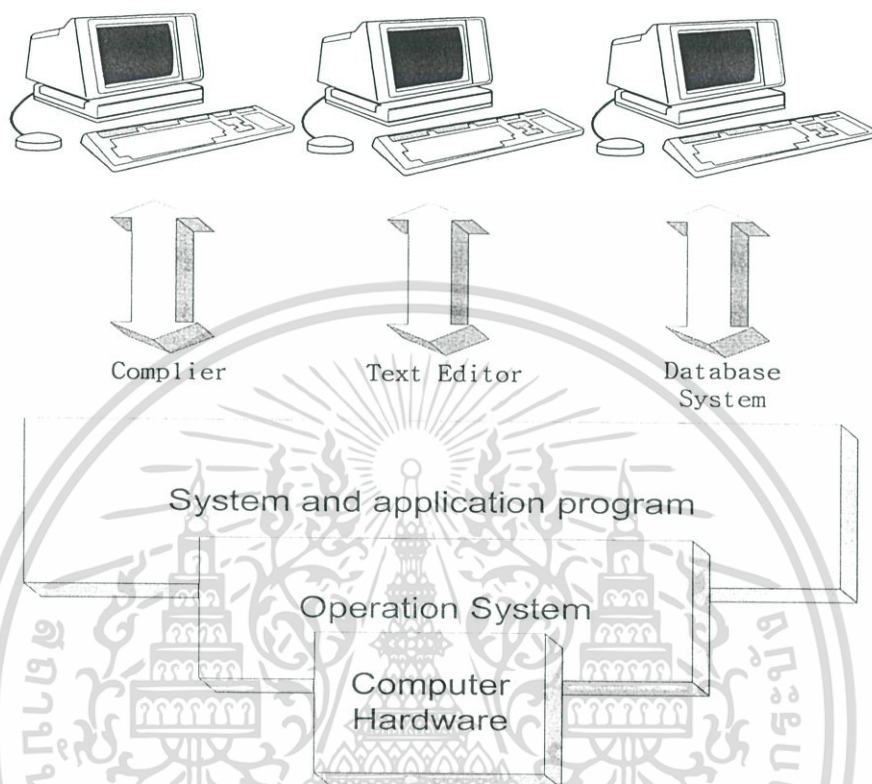 Complier
Text Editor
Database
System
System and application program
Operation System
Computer
Hardware